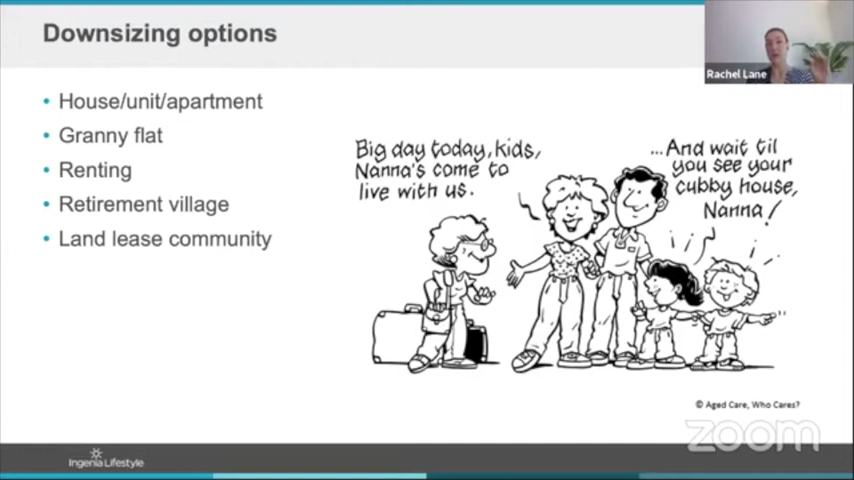 Downsizing options
Rachel Lane
• House/unit/apartment
• Granny flat
• Renting
• Retirement village
• Land lease community
Big day today, kids,
Nanna's come to
live with us.
...And wait til
you see your
cubby house,
Nanna!
© Aged Care, Who Cares?
zoom
Ingenia Lifestyle